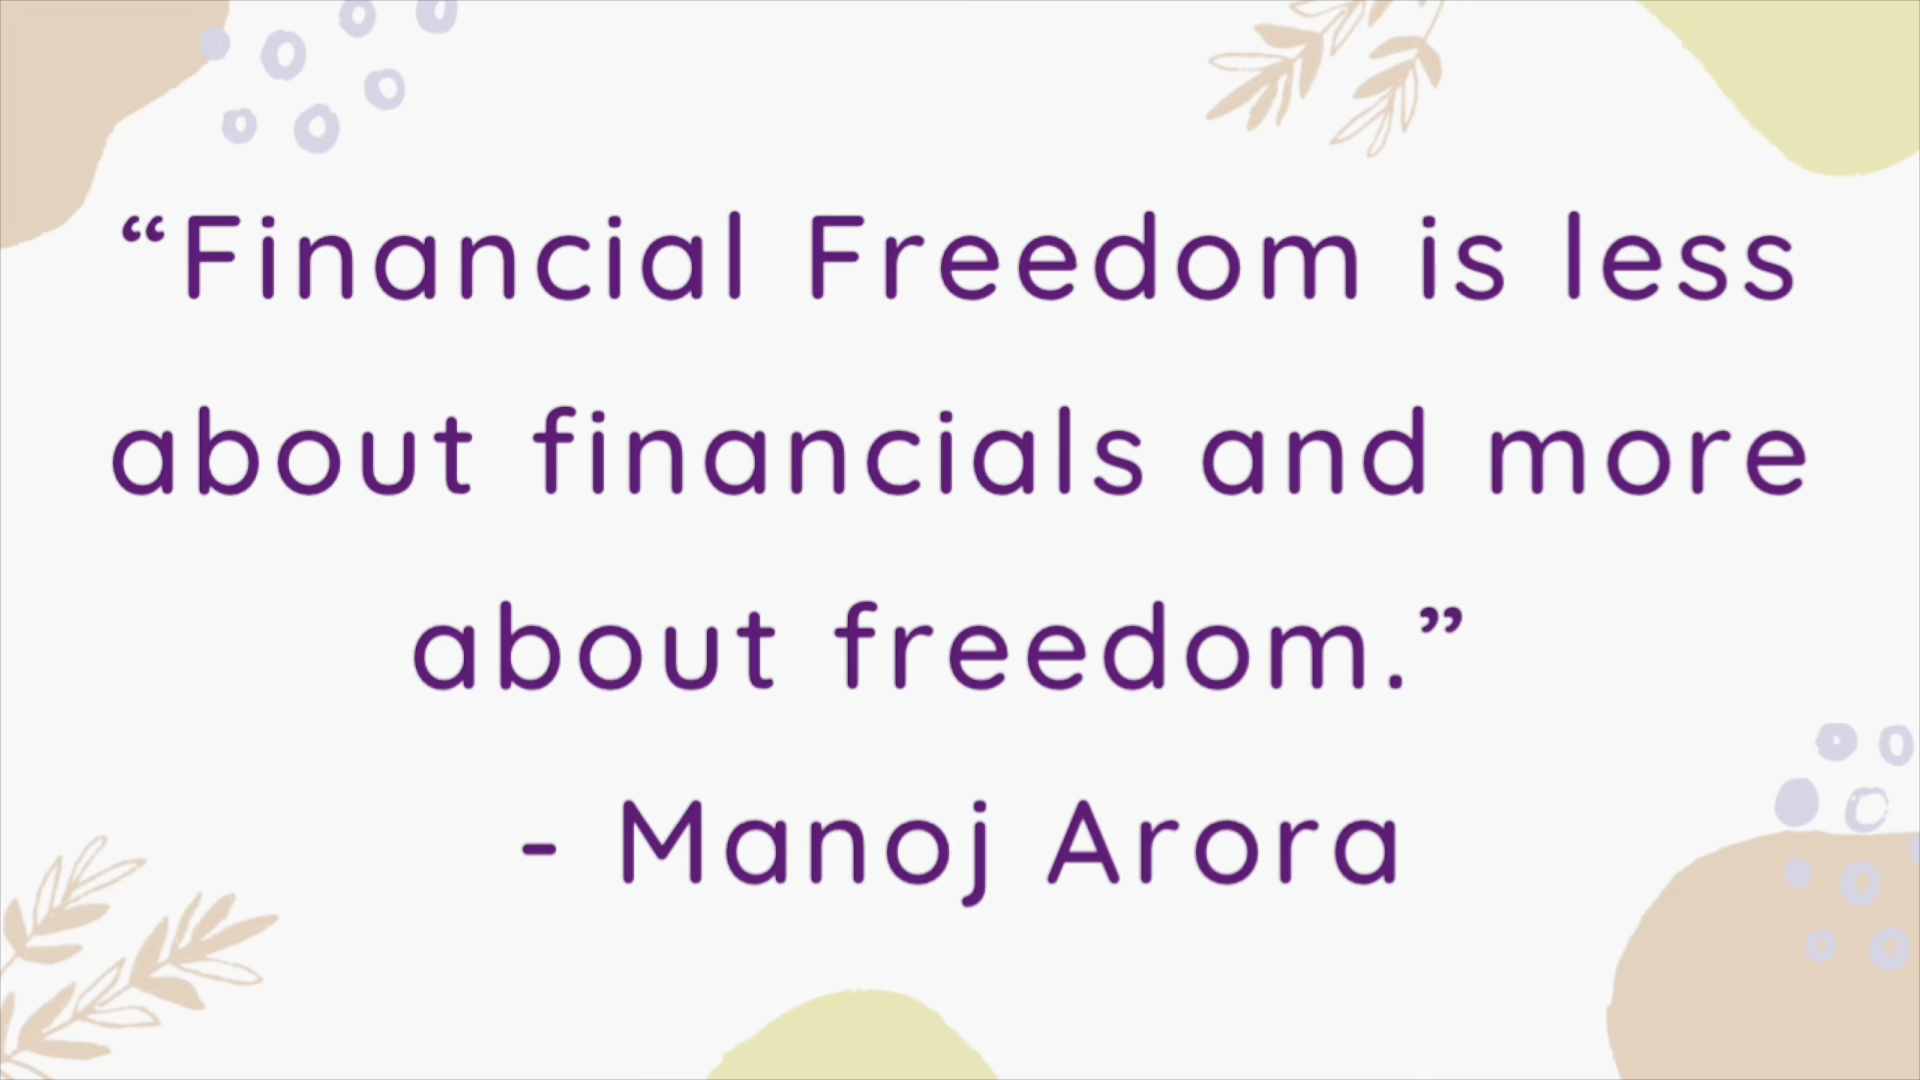 “Financial Freedom is less
about financials and more
about freedom.”
- Manoj Arora